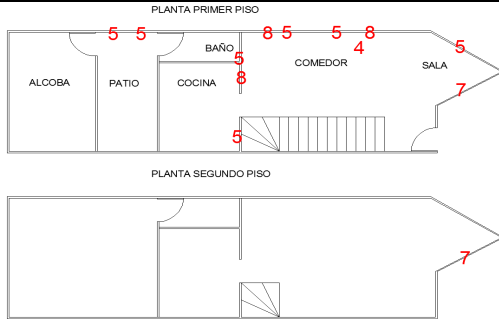 PLANTA PRIMER PISO
5 5 8 5 5 8
BAÑO 4 5
COMEDOR SALA
5
ALCOBA PATIO COCINA 8 7
5
PLANTA SEGUNDO PISO
7